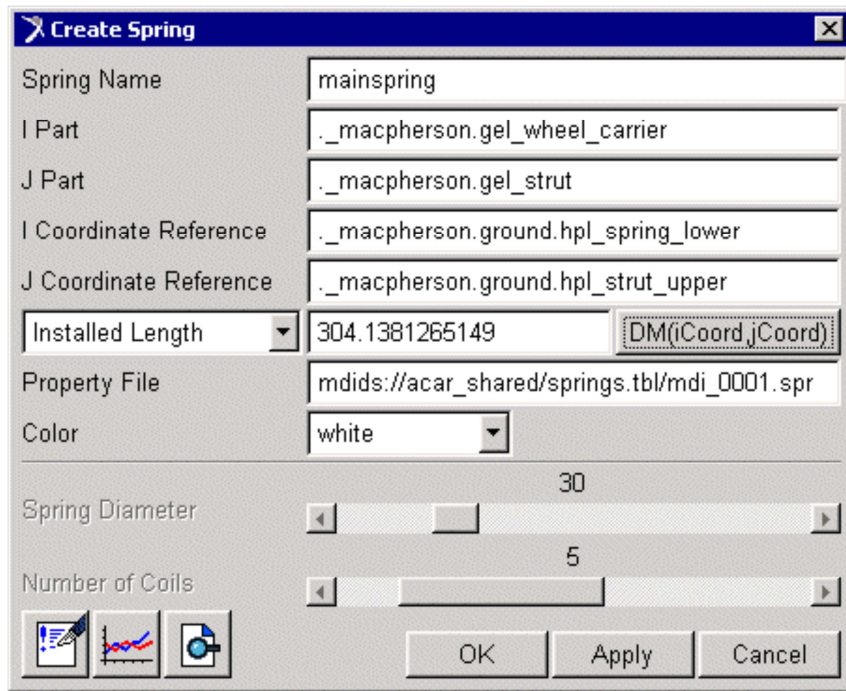 Create Spring
Spring Name mainspring
I Part ._macpherson.gel_wheel_carrier
J Part ._macpherson.gel_strut
I Coordinate Reference ._macpherson.ground.hpl_spring_lower
J Coordinate Reference ._macpherson.ground.hpl_strut_upper
Installed Length 304.1381265149 DM(iCoord,jCoord)
Property File mdids://acar_shared/springs.tbl/mdi_0001.spr
Color white
30
Spring Diameter
5
Number of Coils
OK Apply Cancel